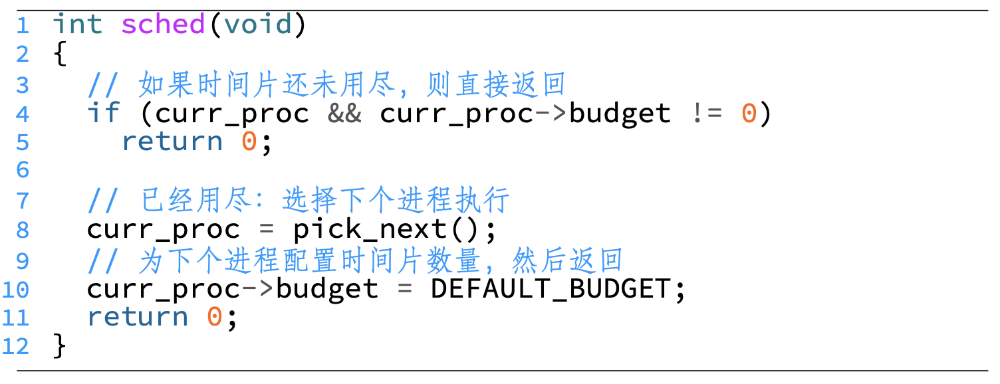 1 int sched(void)
2 {
3 // 如果时间片还未用尽，则直接返回
4 if (curr_proc && curr_proc->budget != 0)
5 return 0;
6
7 // 已经用尽：选择下个进程执行
8 curr_proc = pick_next();
9 // 为下个进程配置时间片数量，然后返回
10 curr_proc->budget = DEFAULT_BUDGET;
11 return 0;
12 }